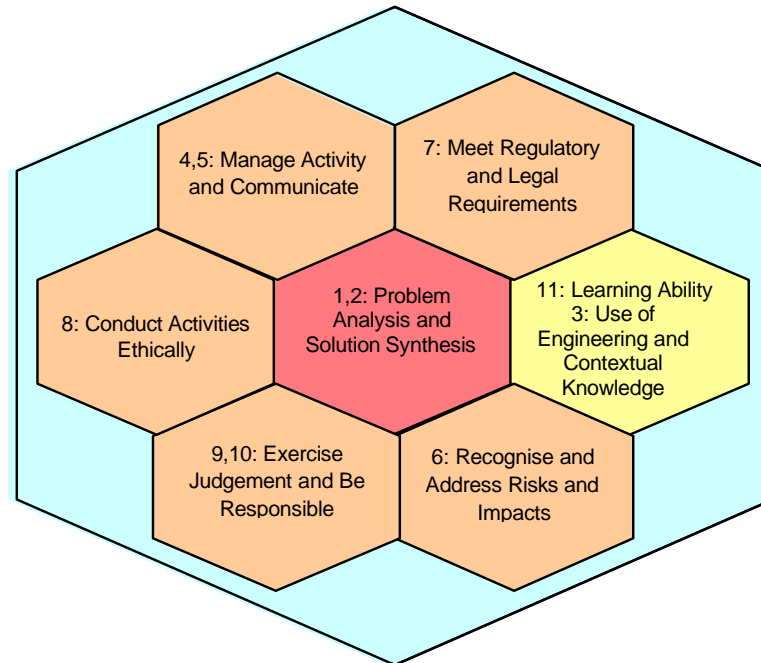 4,5: Manage Activity
and Communicate
7: Meet Regulatory
and Legal
Requirements
8: Conduct Activities
Ethically
1,2: Problem
Analysis and
Solution Synthesis
11: Learning Ability
3: Use of
Engineering and
Contextual
Knowledge
9,10: Exercise
Judgement and Be
Responsible
6: Recognise and
Address Risks and
Impacts